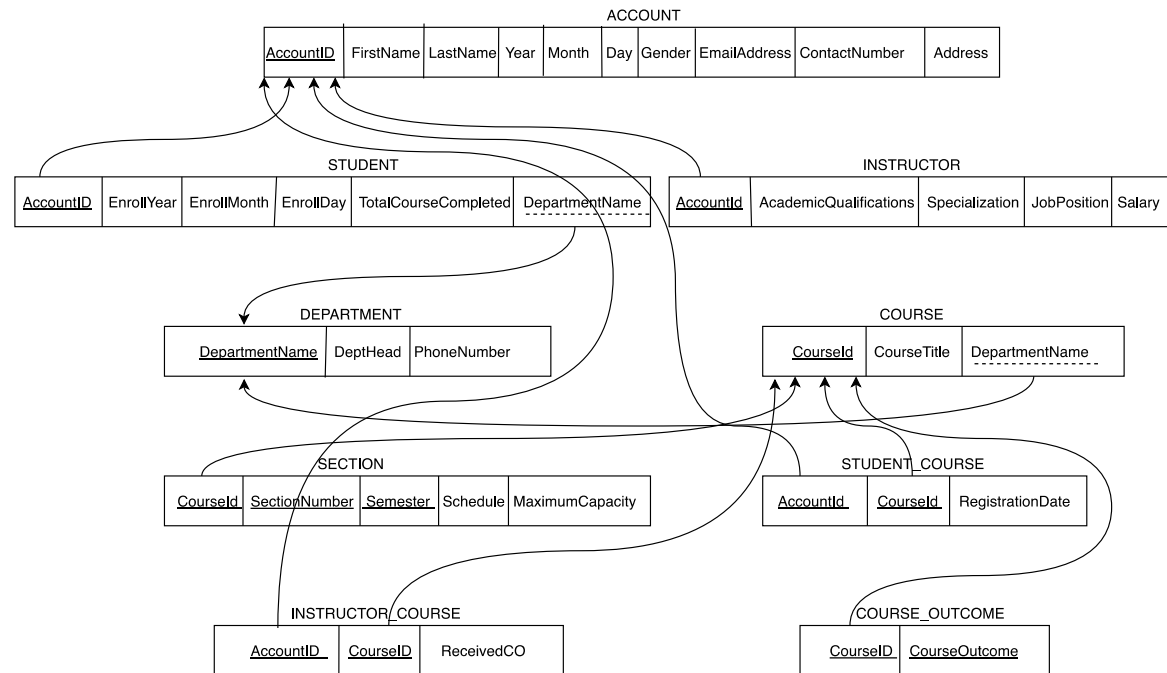 ACCOUNT
AccountID FirstName LastName Year Month Day Gender EmailAddress ContactNumber Address
STUDENT
AccountID EnrollYear EnrollMonth EnrollDay TotalCourseCompleted DepartmentName
INSTRUCTOR
AccountId AcademicQualifications Specialization JobPosition Salary
DEPARTMENT
DepartmentName DeptHead PhoneNumber
COURSE
CourseId CourseTitle DepartmentName
SECTION
CourseId SectionNumber Semester Schedule MaximumCapacity
STUDENT_COURSE
AccountId CourseId RegistrationDate
INSTRUCTOR_COURSE
AccountID CourseID ReceivedCO
COURSE_OUTCOME
CourseID CourseOutcome